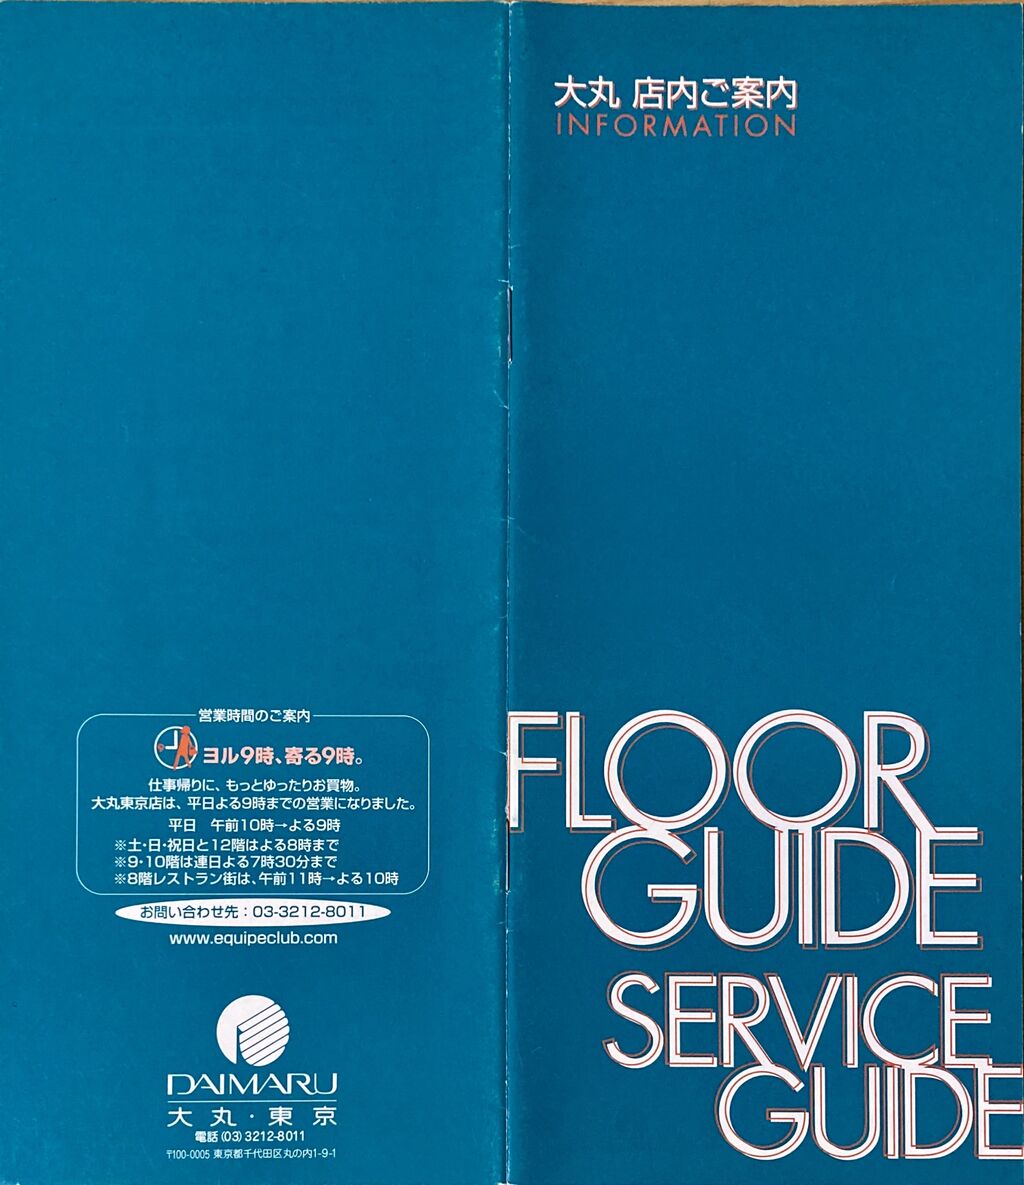 大丸 店内ご案内
INFORMATION
FLOOR
GUIDE
SERVICE
GUIDE
営業時間のご案内
ヨル9時、寄る9時。
仕事帰りに、もっとゆったりお買物。
大丸東京店は、平日よる9時までの営業になりました。
平日 午前10時→よる9時
※土・日・祝日と12階はよる8時まで
※9・10階は連日よる7時30分まで
※8階レストラン街は、午前11時→よる10時
お問い合わせ先：03-3212-8011
www.equipeclub.com
DAIMARU
大丸・東京
電話(03)3212-8011
〒100-0005 東京都千代田区丸の内1-9-1